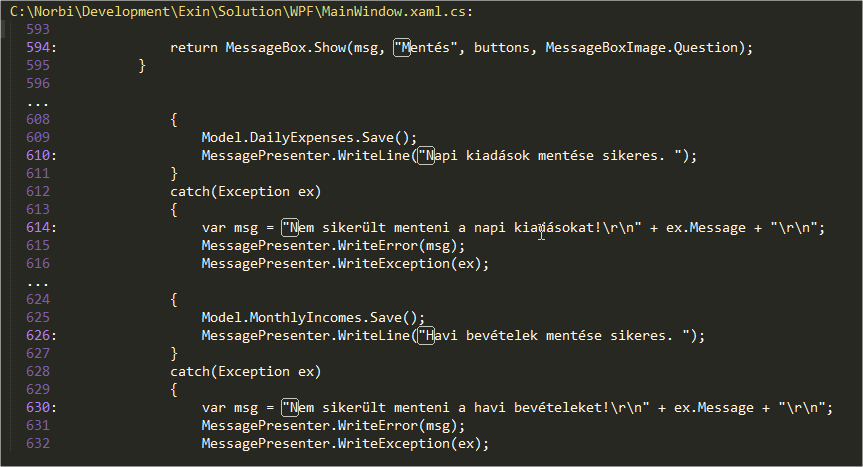 C:\Norbi\Development\Exin\Solution\WPF\MainWindow.xaml.cs:
593
594: return MessageBox.Show(msg, "Mentés", buttons, MessageBoxImage.Question);
595 }
596
...
608 {
609 Model.DailyExpenses.Save();
610: MessagePresenter.WriteLine("Napi kiadások mentése sikeres. ");
611 }
612 catch(Exception ex)
613 {
614: var msg = "Nem sikerült menteni a napi kiadásokat!\r\n" + ex.Message + "\r\n";
615 MessagePresenter.WriteError(msg);
616 MessagePresenter.WriteException(ex);
...
624 {
625 Model.MonthlyIncomes.Save();
626: MessagePresenter.WriteLine("Havi bevételek mentése sikeres. ");
627 }
628 catch(Exception ex)
629 {
630: var msg = "Nem sikerült menteni a havi bevételeket!\r\n" + ex.Message + "\r\n";
631 MessagePresenter.WriteError(msg);
632 MessagePresenter.WriteException(ex);